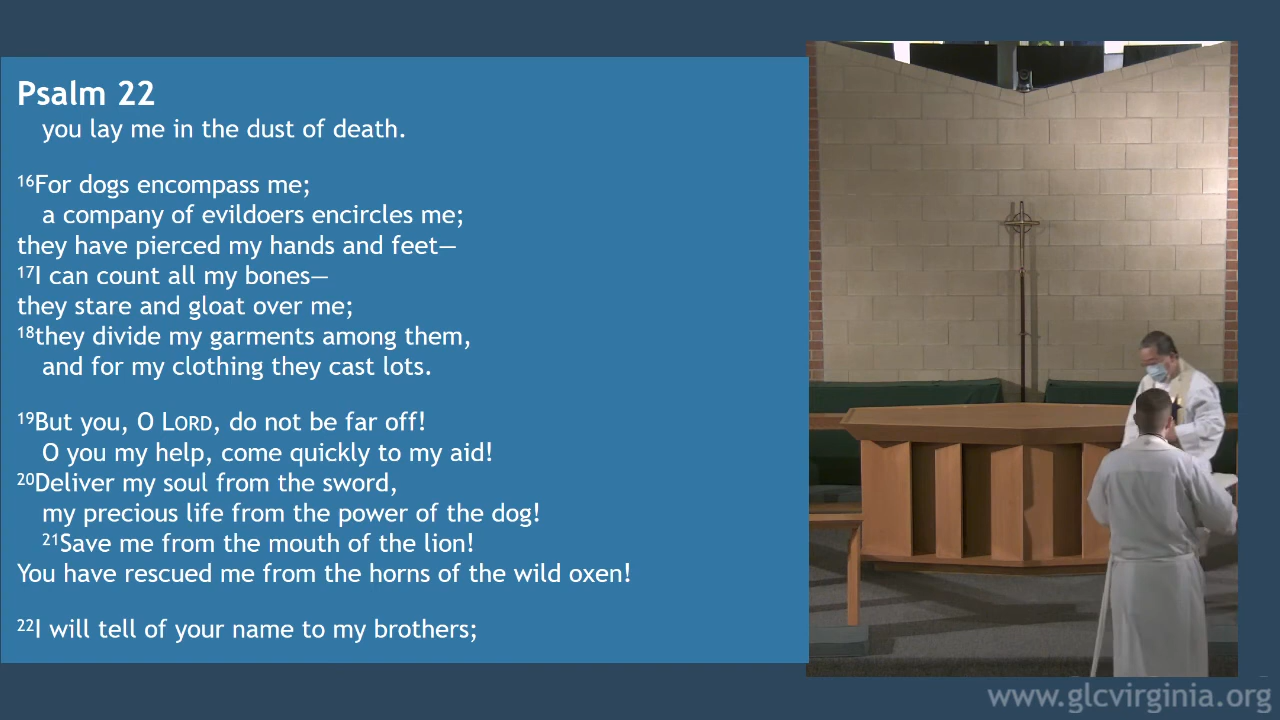 Psalm 22
you lay me in the dust of death.
¹⁶For dogs encompass me;
a company of evildoers encircles me;
they have pierced my hands and feet—
¹⁷I can count all my bones—
they stare and gloat over me;
¹⁸they divide my garments among them,
and for my clothing they cast lots.
¹⁹But you, O LORD, do not be far off!
O you my help, come quickly to my aid!
²⁰Deliver my soul from the sword,
my precious life from the power of the dog!
²¹Save me from the mouth of the lion!
You have rescued me from the horns of the wild oxen!
²²I will tell of your name to my brothers;
www.glcvirginia.org